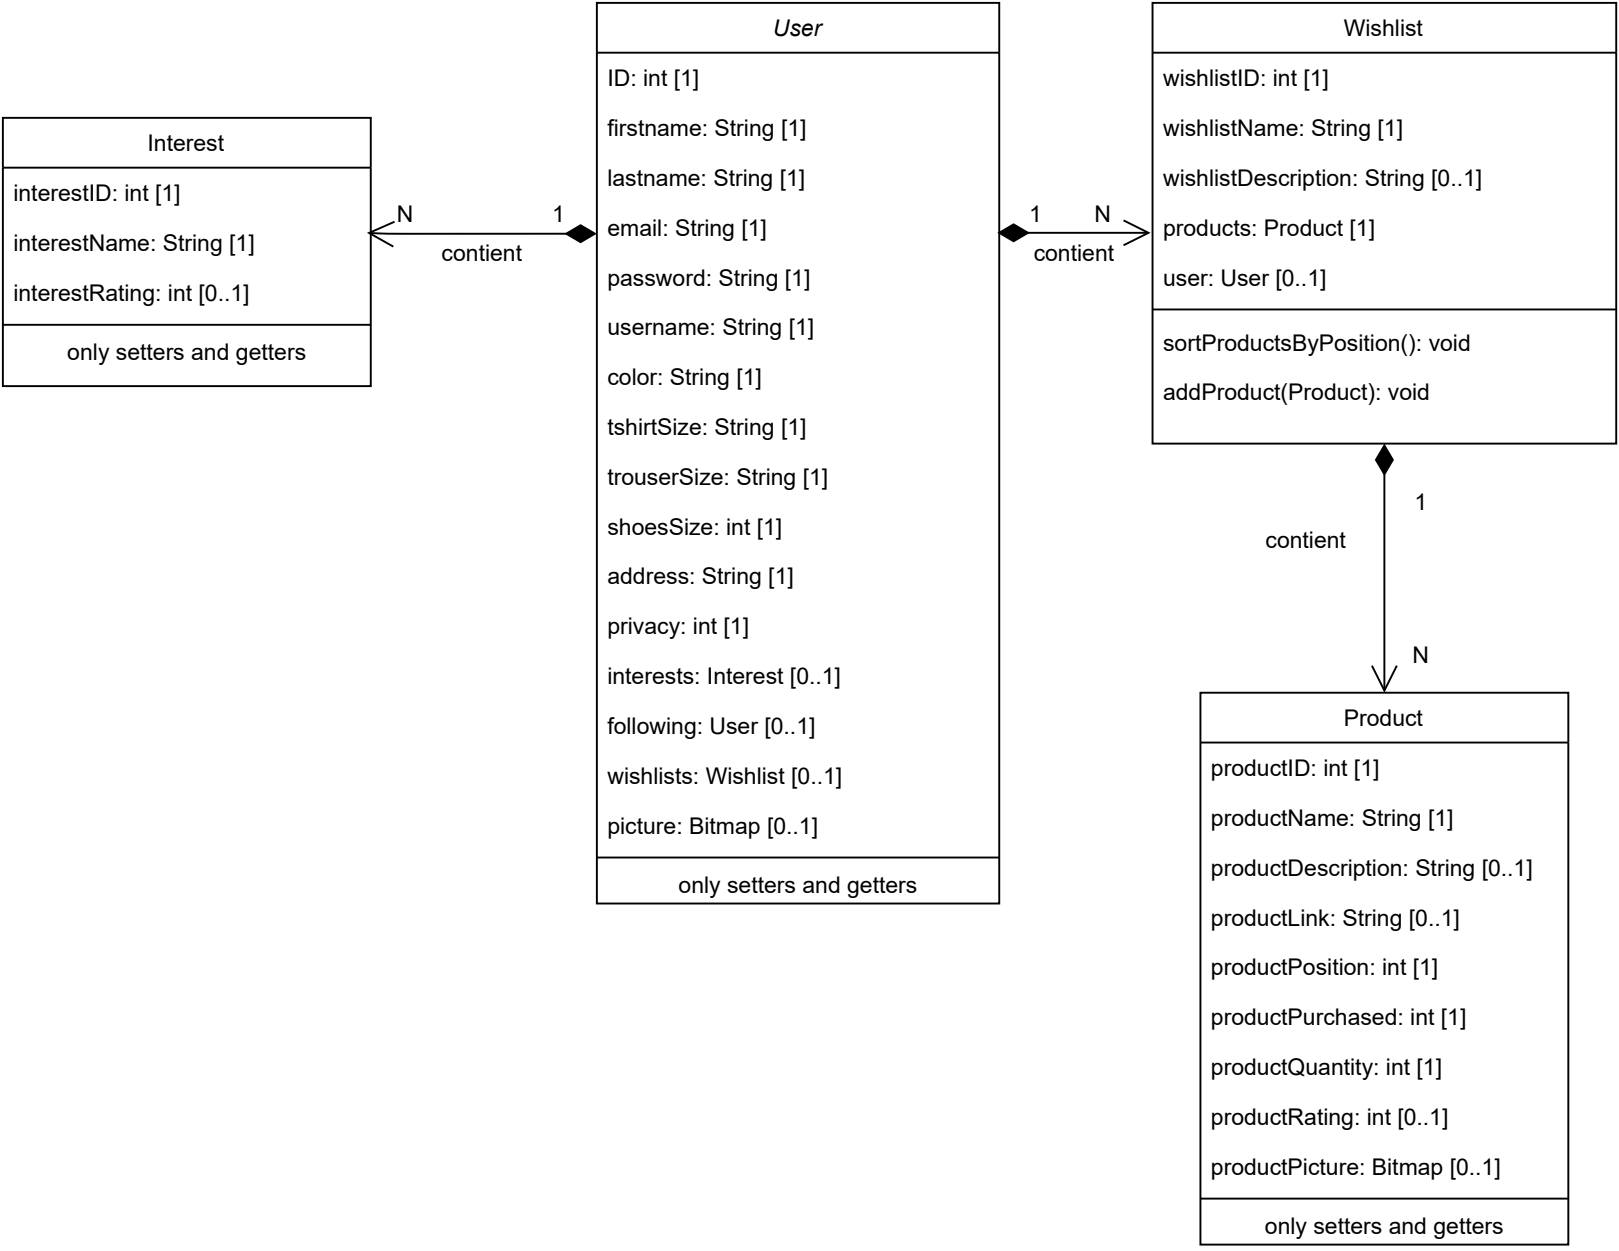 Interest
interestID: int [1]
interestName: String [1]
interestRating: int [0..1]
only setters and getters
N
1
contient
User
ID: int [1]
firstname: String [1]
lastname: String [1]
email: String [1]
password: String [1]
username: String [1]
color: String [1]
tshirtSize: String [1]
trouserSize: String [1]
shoesSize: int [1]
address: String [1]
privacy: int [1]
interests: Interest [0..1]
following: User [0..1]
wishlists: Wishlist [0..1]
picture: Bitmap [0..1]
only setters and getters
1
N
contient
Wishlist
wishlistID: int [1]
wishlistName: String [1]
wishlistDescription: String [0..1]
products: Product [1]
user: User [0..1]
sortProductsByPosition(): void
addProduct(Product): void
1
contient
N
Product
productID: int [1]
productName: String [1]
productDescription: String [0..1]
productLink: String [0..1]
productPosition: int [1]
productPurchased: int [1]
productQuantity: int [1]
productRating: int [0..1]
productPicture: Bitmap [0..1]
only setters and getters